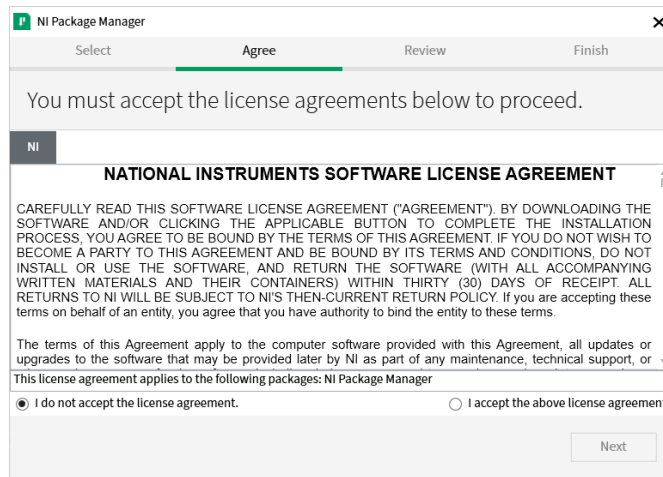 NI Package Manager
Select Agree Review Finish
You must accept the license agreements below to proceed.
NI
NATIONAL INSTRUMENTS SOFTWARE LICENSE AGREEMENT
CAREFULLY READ THIS SOFTWARE LICENSE AGREEMENT ("AGREEMENT"). BY DOWNLOADING THE
SOFTWARE AND/OR CLICKING THE APPLICABLE BUTTON TO COMPLETE THE INSTALLATION
PROCESS, YOU AGREE TO BE BOUND BY THE TERMS OF THIS AGREEMENT. IF YOU DO NOT WISH TO
BECOME A PARTY TO THIS AGREEMENT AND BE BOUND BY ITS TERMS AND CONDITIONS, DO NOT
INSTALL OR USE THE SOFTWARE, AND RETURN THE SOFTWARE (WITH ALL ACCOMPANYING
WRITTEN MATERIALS AND THEIR CONTAINERS) WITHIN THIRTY (30) DAYS OF RECEIPT. ALL
RETURNS TO NI WILL BE SUBJECT TO NI'S THEN-CURRENT RETURN POLICY. If you are accepting these
terms on behalf of an entity, you agree that you have authority to bind the entity to these terms.
The terms of this Agreement apply to the computer software provided with this Agreement, all updates or
upgrades to the software that may be provided later by NI as part of any maintenance, technical support, or
This license agreement applies to the following packages: NI Package Manager
I do not accept the license agreement. I accept the above license agreemen
Next